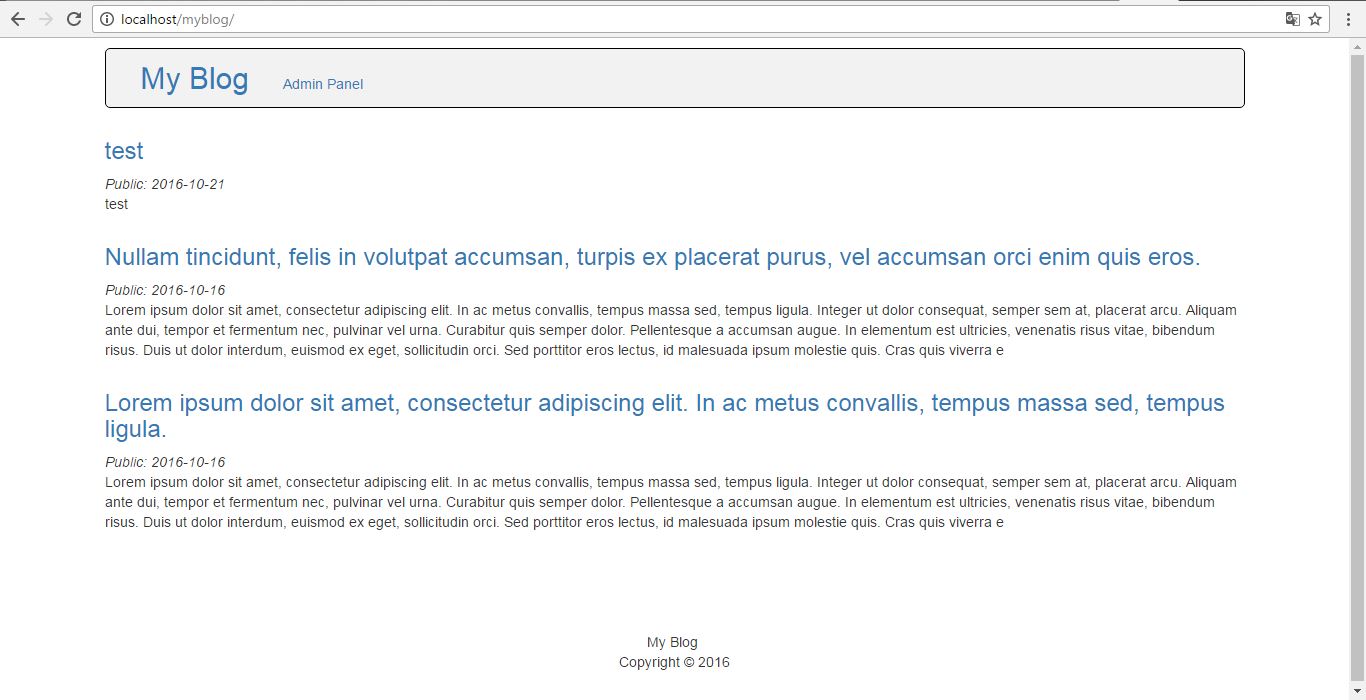 localhost/myblog/
My Blog Admin Panel
test
Public: 2016-10-21
test
Nullam tincidunt, felis in volutpat accumsan, turpis ex placerat purus, vel accumsan orci enim quis eros.
Public: 2016-10-16
Lorem ipsum dolor sit amet, consectetur adipiscing elit. In ac metus convallis, tempus massa sed, tempus ligula. Integer ut dolor consequat, semper sem at, placerat arcu. Aliquam
ante dui, tempor et fermentum nec, pulvinar vel urna. Curabitur quis semper dolor. Pellentesque a accumsan augue. In elementum est ultricies, venenatis risus vitae, bibendum
risus. Duis ut dolor interdum, euismod ex eget, sollicitudin orci. Sed porttitor eros lectus, id malesuada ipsum molestie quis. Cras quis viverra e
Lorem ipsum dolor sit amet, consectetur adipiscing elit. In ac metus convallis, tempus massa sed, tempus
ligula.
Public: 2016-10-16
Lorem ipsum dolor sit amet, consectetur adipiscing elit. In ac metus convallis, tempus massa sed, tempus ligula. Integer ut dolor consequat, semper sem at, placerat arcu. Aliquam
ante dui, tempor et fermentum nec, pulvinar vel urna. Curabitur quis semper dolor. Pellentesque a accumsan augue. In elementum est ultricies, venenatis risus vitae, bibendum
risus. Duis ut dolor interdum, euismod ex eget, sollicitudin orci. Sed porttitor eros lectus, id malesuada ipsum molestie quis. Cras quis viverra e
My Blog
Copyright © 2016